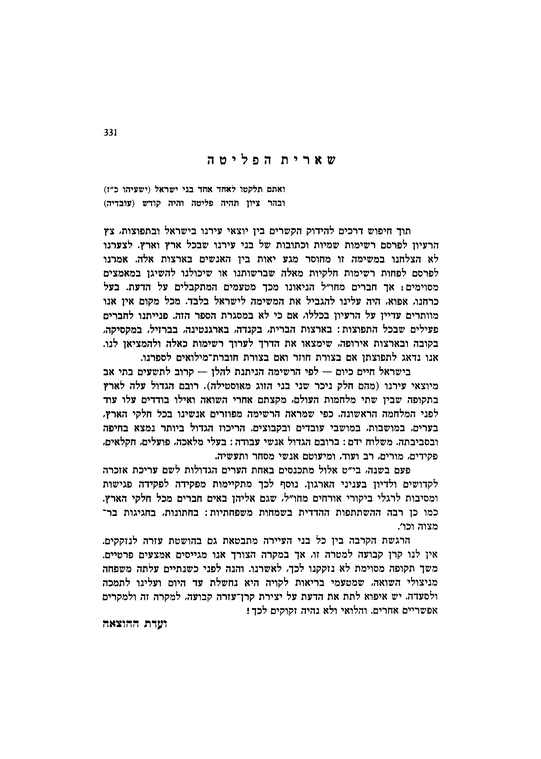 331
שארית הפליטה
ואתם תלקטו לאחד אחד בני ישראל (ישעיהו כ״ז)
ובהר ציון תהיה פליטה והיה קודש (עובדיה)
תוך חיפוש דרכים להידוק הקשרים בין יוצאי עירנו בישראל ובתפוצות, צץ
הרעיון לפרסם רשימות שמיות וכתובות של בני עירנו שבכל ארץ וארץ. לצערנו
לא הצלחנו במשימה זו מחוסר מגע יאות בין האנשים בארצות אלה. אמרנו
לפרסם לפחות רשימות חלקיות מאלה שברשותנו או שיכולנו להשיגן במאמצים
מסוימים; אך חברים מחו״ל הניאונו מכך מטעמים המתקבלים על הדעת. בעל
כרחנו, אפוא, היה עלינו להגביל את המשימה לישראל בלבד. מכל מקום אין אנו
מוותרים עדיין על הרעיון בכללו, אם כי לא במסגרת הספר הזה. פנייתנו לחברים
פעילים שבכל התפוצות: בארצות הברית, בקנדה, בארגנטינה, בברזיל, במקסיקה,
בקובה ובארצות אירופה, שימצאו את הדרך לערוך רשימות כאלה ולהמציאן לנו.
אנו נדאג לתפוצתן אם בצורת חוזר ואם בצורת חוברת־מילואים לספרנו.
בישראל חיים כיום — לפי הרשימה הניתנת להלן — קרוב לתשעים בתי אב
מיוצאי עירנו (מהם חלק ניכר שני בני הזוג מאוסטילה). רובם הגדול עלה לארץ
בתקופה שבין שתי מלחמות העולם, מקצתם אחרי השואה ואילו בודדים עלו עוד
לפני המלחמה הראשונה. כפי שמראה הרשימה מפוזרים אנשינו בכל חלקי הארץ,
בערים, במושבות, במושבי עובדים ובקבוצים. הריכוז הגדול ביותר נמצא בחיפה
ובסביבתה. משלוח ידם: ברובם הגדול אנשי עבודה: בעלי מלאכה, פועלים, חקלאים,
פקידים, מורים, רב ועוד, ומיעוטם אנשי מסחר ותעשיה.
פעם בשנה, בי״ט אלול מתכנסים באחת הערים הגדולות לשם עריכת אזכרה
לקדושים ולדיון בעניני הארגון. נוסף לכך מתקיימות מפקידה לפקידה פגישות
ומסיבות לרגלי ביקורי אורחים מחו״ל, שגם אליהן באים חברים מכל חלקי הארץ.
כמו כן רבה ההשתתפות ההדדית בשמחות משפחתיות: בחתונות, בחגיגות בר־
מצוה וכו׳.
הרגשת הקרבה בין כל בני העיירה מתבטאת גם בהושטת עזרה לנזקקים.
אין לנו קרן קבועה למטרה זו, אך במקרה הצורך אנו מגייסים אמצעים פרטיים.
משך תקופה מסוימת לא נזקקנו לכך, לאשרנו. והנה לפני כשנתיים עלתה משפחה
מניצולי השואה, שמטעמי בריאות לקויה היא נחשלת עד היום ועלינו לתמכה
ולסעדה. יש איפוא לתת את הדעת על יצירת קרן־עזרה קבועה, למקרה זה ולמקרים
אפשריים אחרים. והלואי ולא נהיה זקוקים לכך!
ועדת ההוצאה